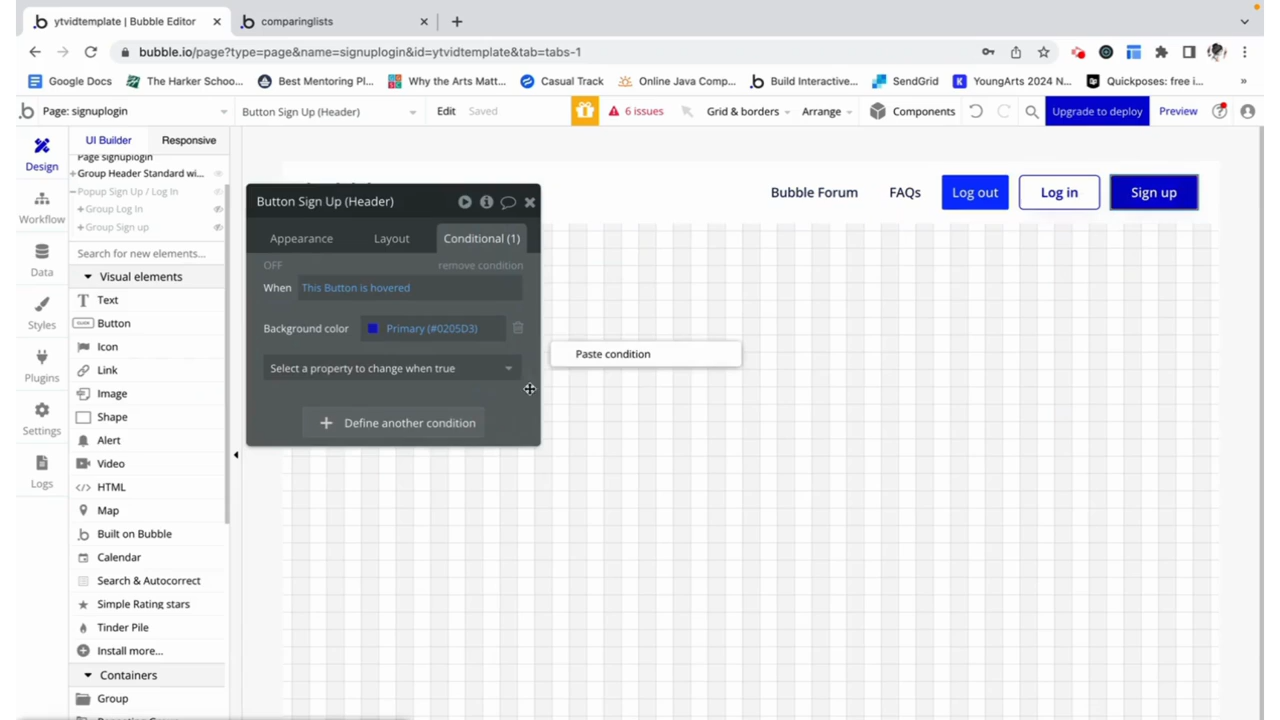 ytvidtemplate | Bubble Editor
comparinglists
bubble.io/page?type=page&name=signuplogin&id=ytvidtemplate&tab=tabs-1
Google Docs
The Harker Schoo...
Best Mentoring Pl...
Why the Arts Matt...
Casual Track
Online Java Comp...
Build Interactive...
SendGrid
YoungArts 2024 N...
Quickposes: free i...
»
Page: signuplogin
Button Sign Up (Header)
Edit
Saved
6 issues
Grid & borders
Arrange
Components
Upgrade to deploy
Preview
Design
Workflow
Data
Styles
Plugins
Settings
Logs
UI Builder
Responsive
Page signuplogin
Group Header Standard wi...
Popup Sign Up / Log In
Group Log In
Group Sign up
Search for new elements...
Visual elements
Text
Button
Icon
Link
Image
Shape
Alert
Video
HTML
Map
Built on Bubble
Calendar
Search & Autocorrect
Simple Rating stars
Tinder Pile
Install more...
Containers
Group
Button Sign Up (Header)
Appearance
Layout
Conditional (1)
OFF
remove condition
When
This Button is hovered
Background color
Primary (#0205D3)
Select a property to change when true
Define another condition
Paste condition
Bubble Forum
FAQs
Log out
Log in
Sign up